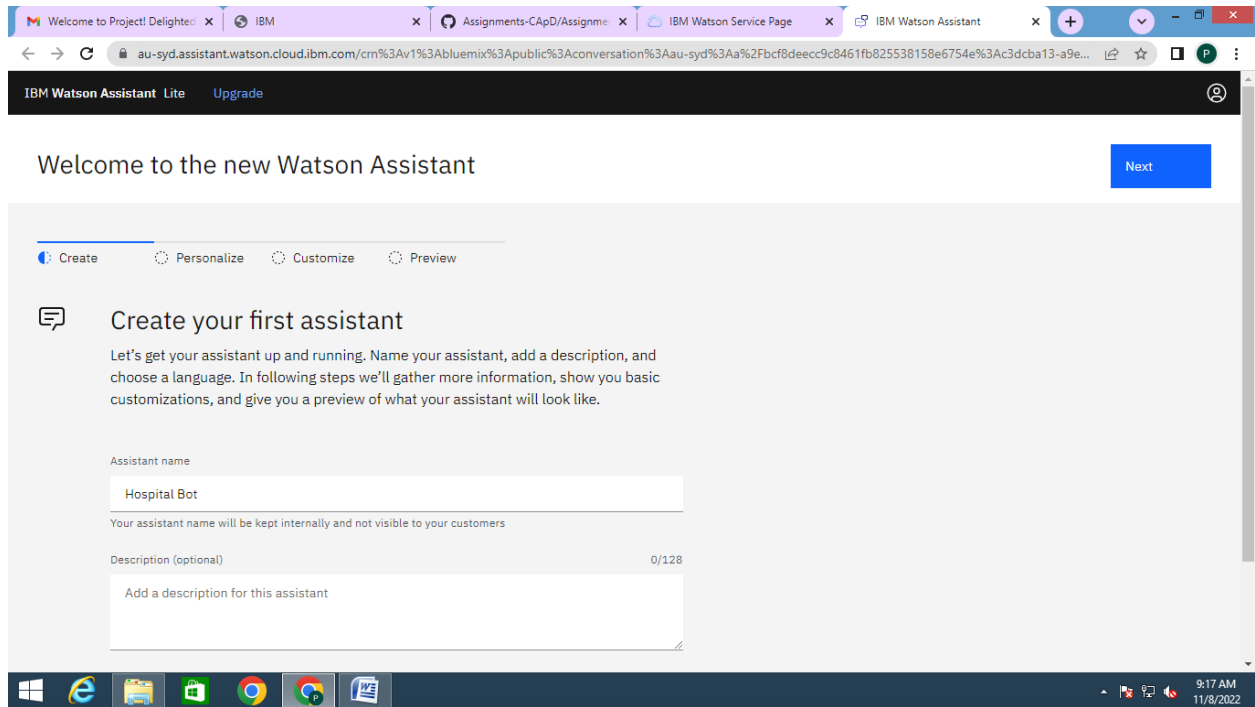 Welcome to Project! Delighted
IBM
Assignments-CApD/Assignme
IBM Watson Service Page
IBM Watson Assistant
au-syd.assistant.watson.cloud.ibm.com/crn%3Av1%3Abluemix%3Apublic%3Aconversation%3Aau-syd%3Aa%2Fbcf8deecc9c8461fb825538158e6754e%3Ac3dcba13-a9e...
P
IBM Watson Assistant Lite Upgrade
Welcome to the new Watson Assistant
Next
Create Personalize Customize Preview
Create your first assistant
Let's get your assistant up and running. Name your assistant, add a description, and
choose a language. In following steps we'll gather more information, show you basic
customizations, and give you a preview of what your assistant will look like.
Assistant name
Hospital Bot
Your assistant name will be kept internally and not visible to your customers
Description (optional) 0/128
Add a description for this assistant
9:17 AM
11/8/2022